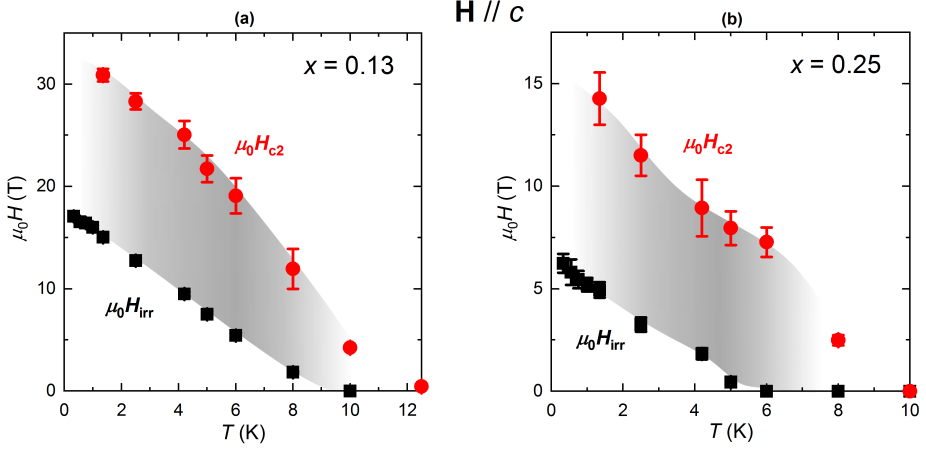 H // c
(a)
x = 0.13
μ₀H (T)
30
20
10
0
μ₀Hc2
μ₀Hirr
0 2 4 6 8 10 12
T (K)
(b)
x = 0.25
μ₀H (T)
15
10
5
0
μ₀Hc2
μ₀Hirr
0 2 4 6 8 10
T (K)